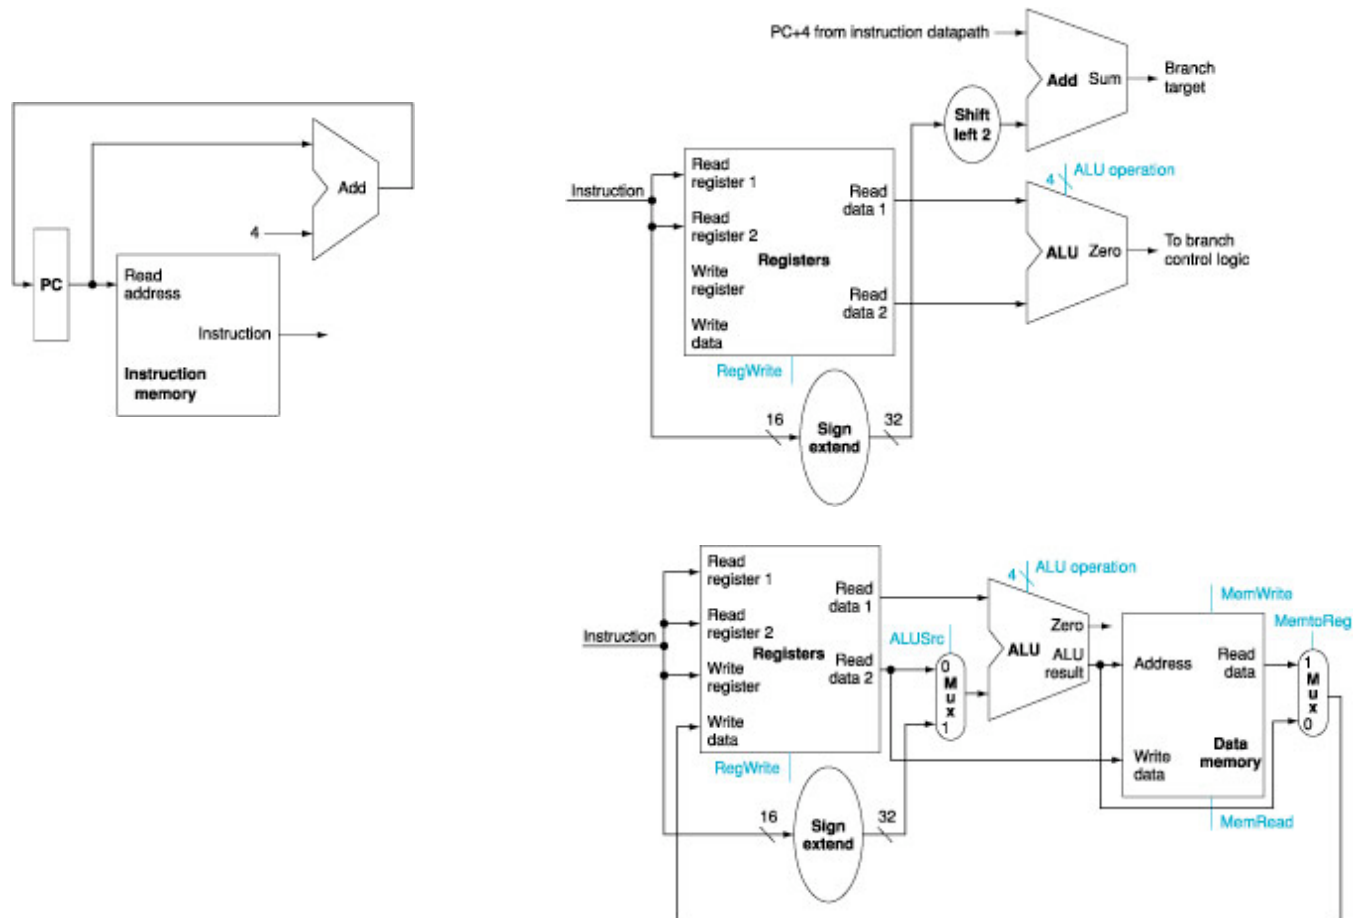 Add
4
PC
Read
address
Instruction
Instruction
memory
PC+4 from instruction datapath
Add Sum
Branch
target
Shift
left 2
Instruction
Read
register 1
Read
register 2
Write
register
Write
data
Registers
Read
data 1
Read
data 2
RegWrite
4
ALU operation
ALU Zero
To branch
control logic
16
Sign
extend
32
Instruction
Read
register 1
Read
register 2
Write
register
Write
data
Registers
Read
data 1
Read
data 2
RegWrite
16
Sign
extend
32
ALUSrc
0
M
u
x
1
4
ALU operation
Zero
ALU
ALU
result
MemWrite
Address
Read
data
Write
data
Data
memory
MemRead
MemtoReg
1
M
u
x
0